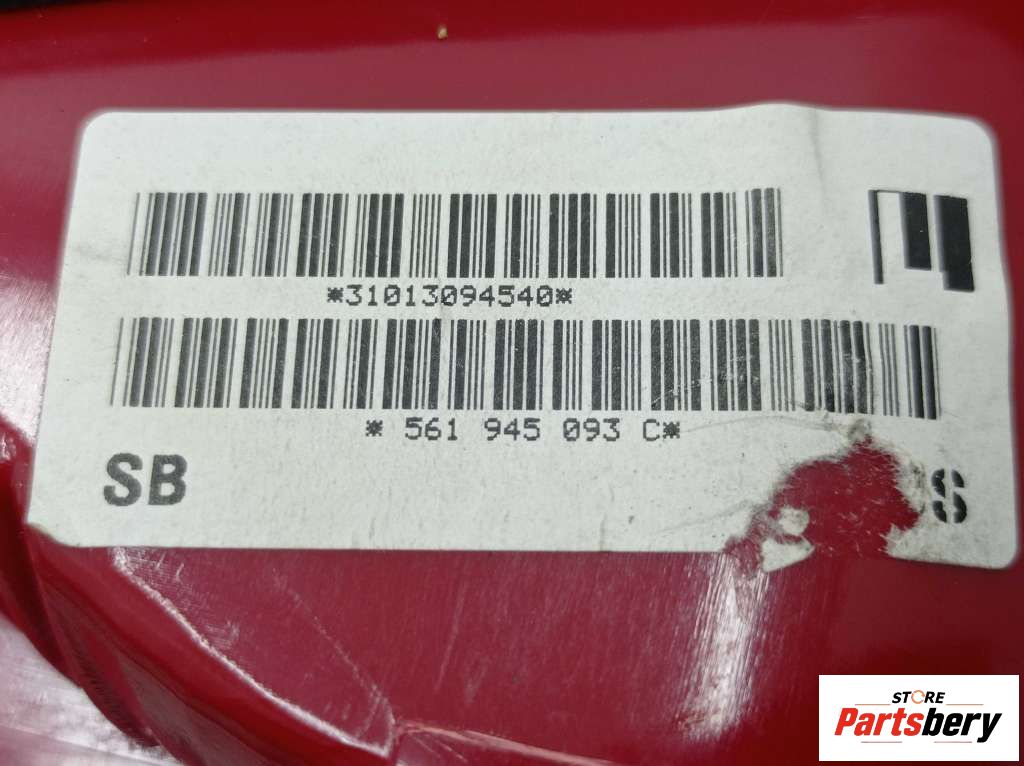 *31013094540*
* 561 945 093 C*
SB
S
STORE
Partsbery